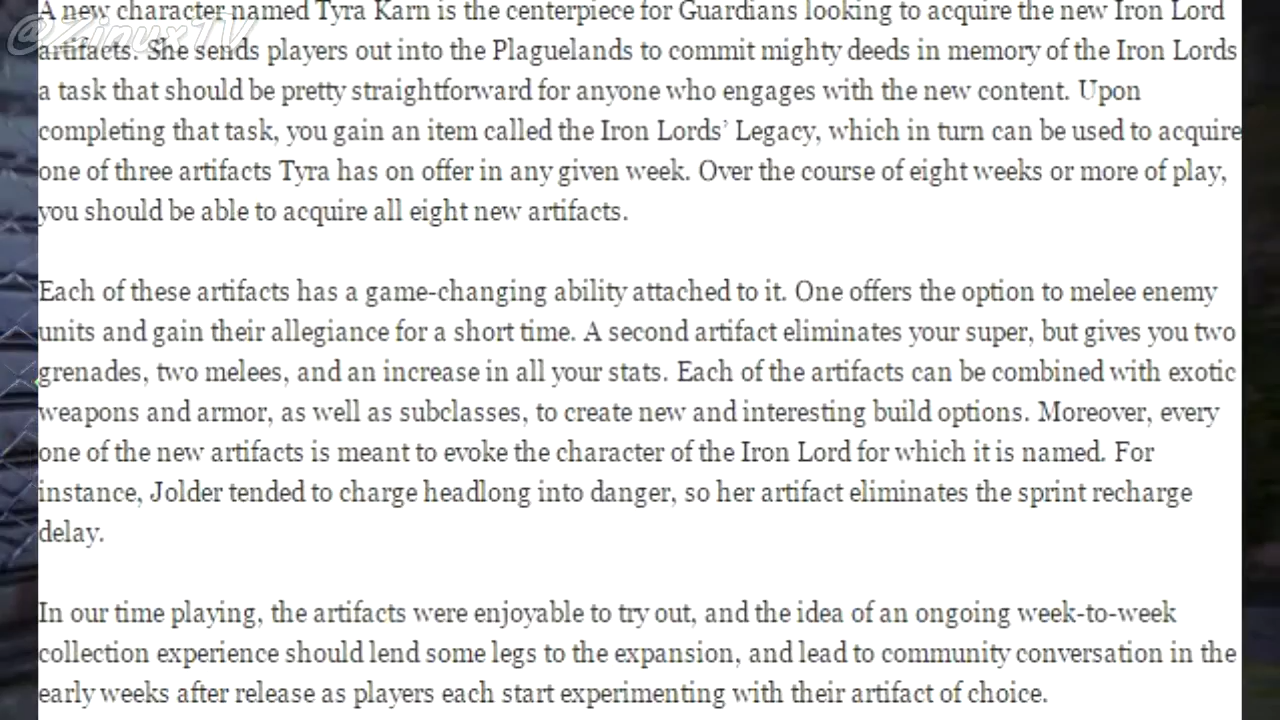 @ZinuxTV
A new character named Tyra Karn is the centerpiece for Guardians looking to acquire the new Iron Lord
artifacts. She sends players out into the Plaguelands to commit mighty deeds in memory of the Iron Lords
a task that should be pretty straightforward for anyone who engages with the new content. Upon
completing that task, you gain an item called the Iron Lords’ Legacy, which in turn can be used to acquire
one of three artifacts Tyra has on offer in any given week. Over the course of eight weeks or more of play,
you should be able to acquire all eight new artifacts.
Each of these artifacts has a game-changing ability attached to it. One offers the option to melee enemy
units and gain their allegiance for a short time. A second artifact eliminates your super, but gives you two
grenades, two melees, and an increase in all your stats. Each of the artifacts can be combined with exotic
weapons and armor, as well as subclasses, to create new and interesting build options. Moreover, every
one of the new artifacts is meant to evoke the character of the Iron Lord for which it is named. For
instance, Jolder tended to charge headlong into danger, so her artifact eliminates the sprint recharge
delay.
In our time playing, the artifacts were enjoyable to try out, and the idea of an ongoing week-to-week
collection experience should lend some legs to the expansion, and lead to community conversation in the
early weeks after release as players each start experimenting with their artifact of choice.